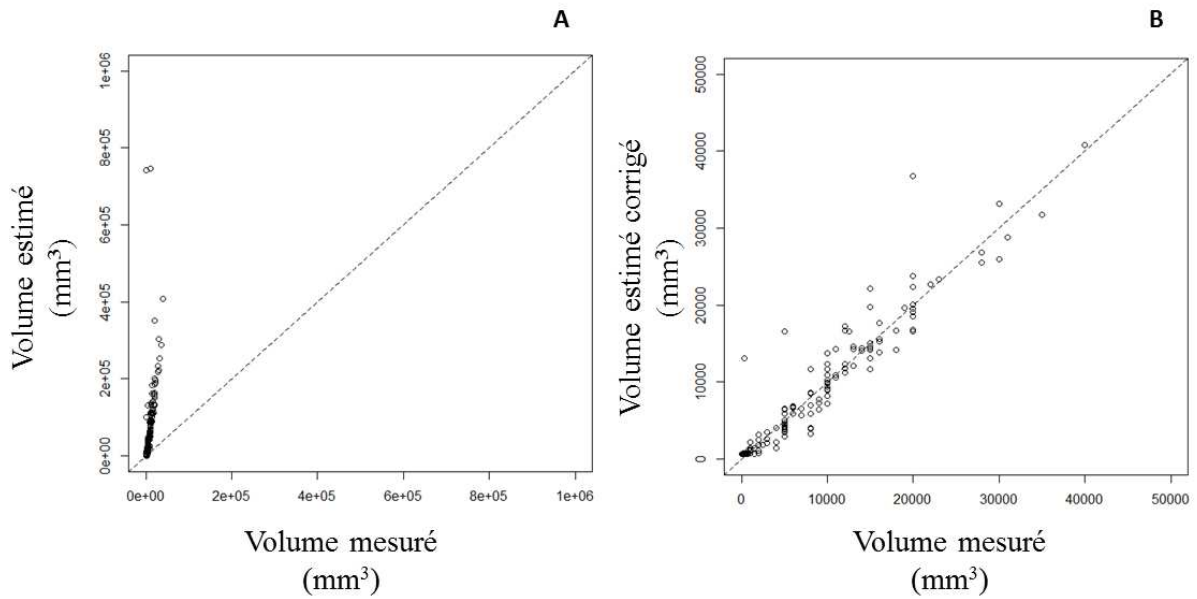 A
1e+06
8e+05
6e+05
4e+05
2e+05
0e+00
Volume estimé
(mm³)
0e+00 2e+05 4e+05 6e+05 8e+05 1e+06
Volume mesuré
(mm³)
B
50000
40000
30000
20000
10000
0
Volume estimé corrigé
(mm³)
0 10000 20000 30000 40000 50000
Volume mesuré
(mm³)